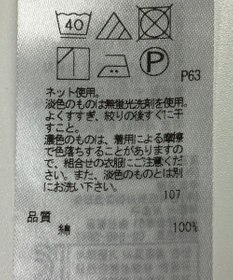 40
P
P63
ネット使用。
淡色のものは無蛍光洗剤を使用。
よくすすぎ、絞りの後すぐに干
すこと。
濃色のものは、着用による摩擦
で色落ちすることがありますの
で、組合せの衣服にご注意くだ
さい。また、淡色のものとは別
にお洗い下さい。
107
品質
綿 100%